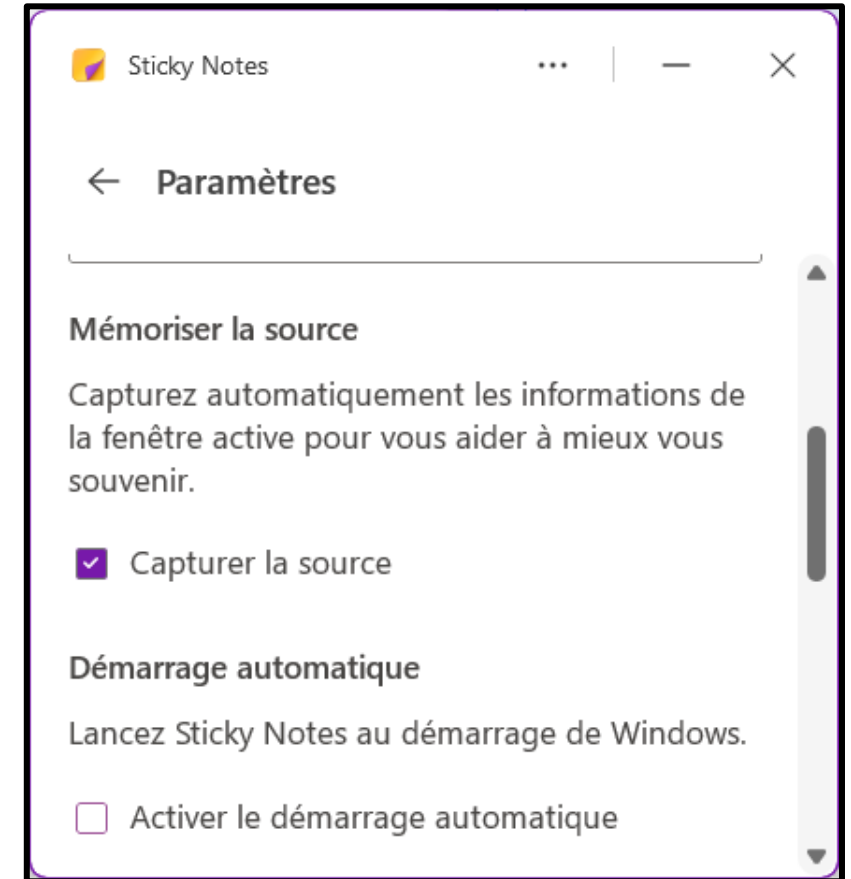 Sticky Notes
Paramètres
Mémoriser la source
Capturez automatiquement les informations de
la fenêtre active pour vous aider à mieux vous
souvenir.
Capturer la source
Démarrage automatique
Lancez Sticky Notes au démarrage de Windows.
Activer le démarrage automatique